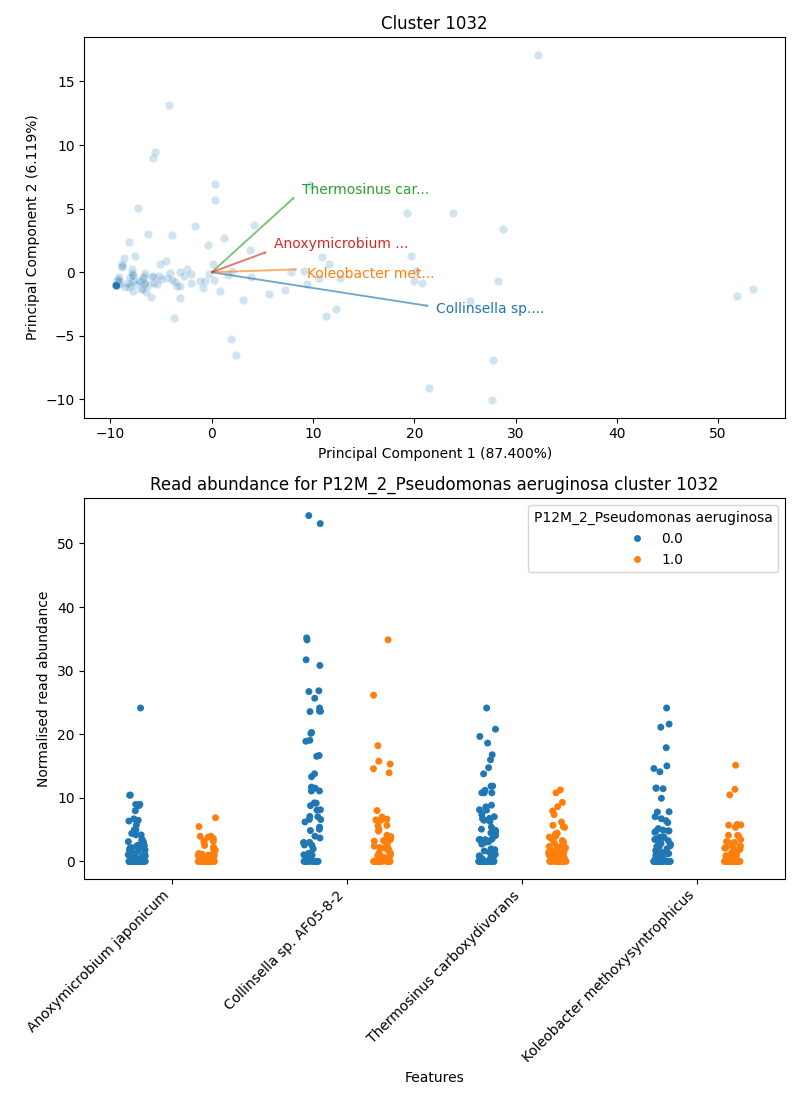 Cluster 1032
Principal Component 2 (6.119%)
15
10
5
0
−5
−10
Thermosinus car...
Anoxymicrobium ...
Koleobacter met...
Collinsella sp....
−10
0
10
20
30
40
50
Principal Component 1 (87.400%)
Read abundance for P12M_2_Pseudomonas aeruginosa cluster 1032
Normalised read abundance
50
40
30
20
10
0
P12M_2_Pseudomonas aeruginosa
0.0
1.0
Anoxymicrobium japonicum
Collinsella sp. AF05-8-2
Thermosinus carboxydivorans
Koleobacter methoxysyntrophicus
Features